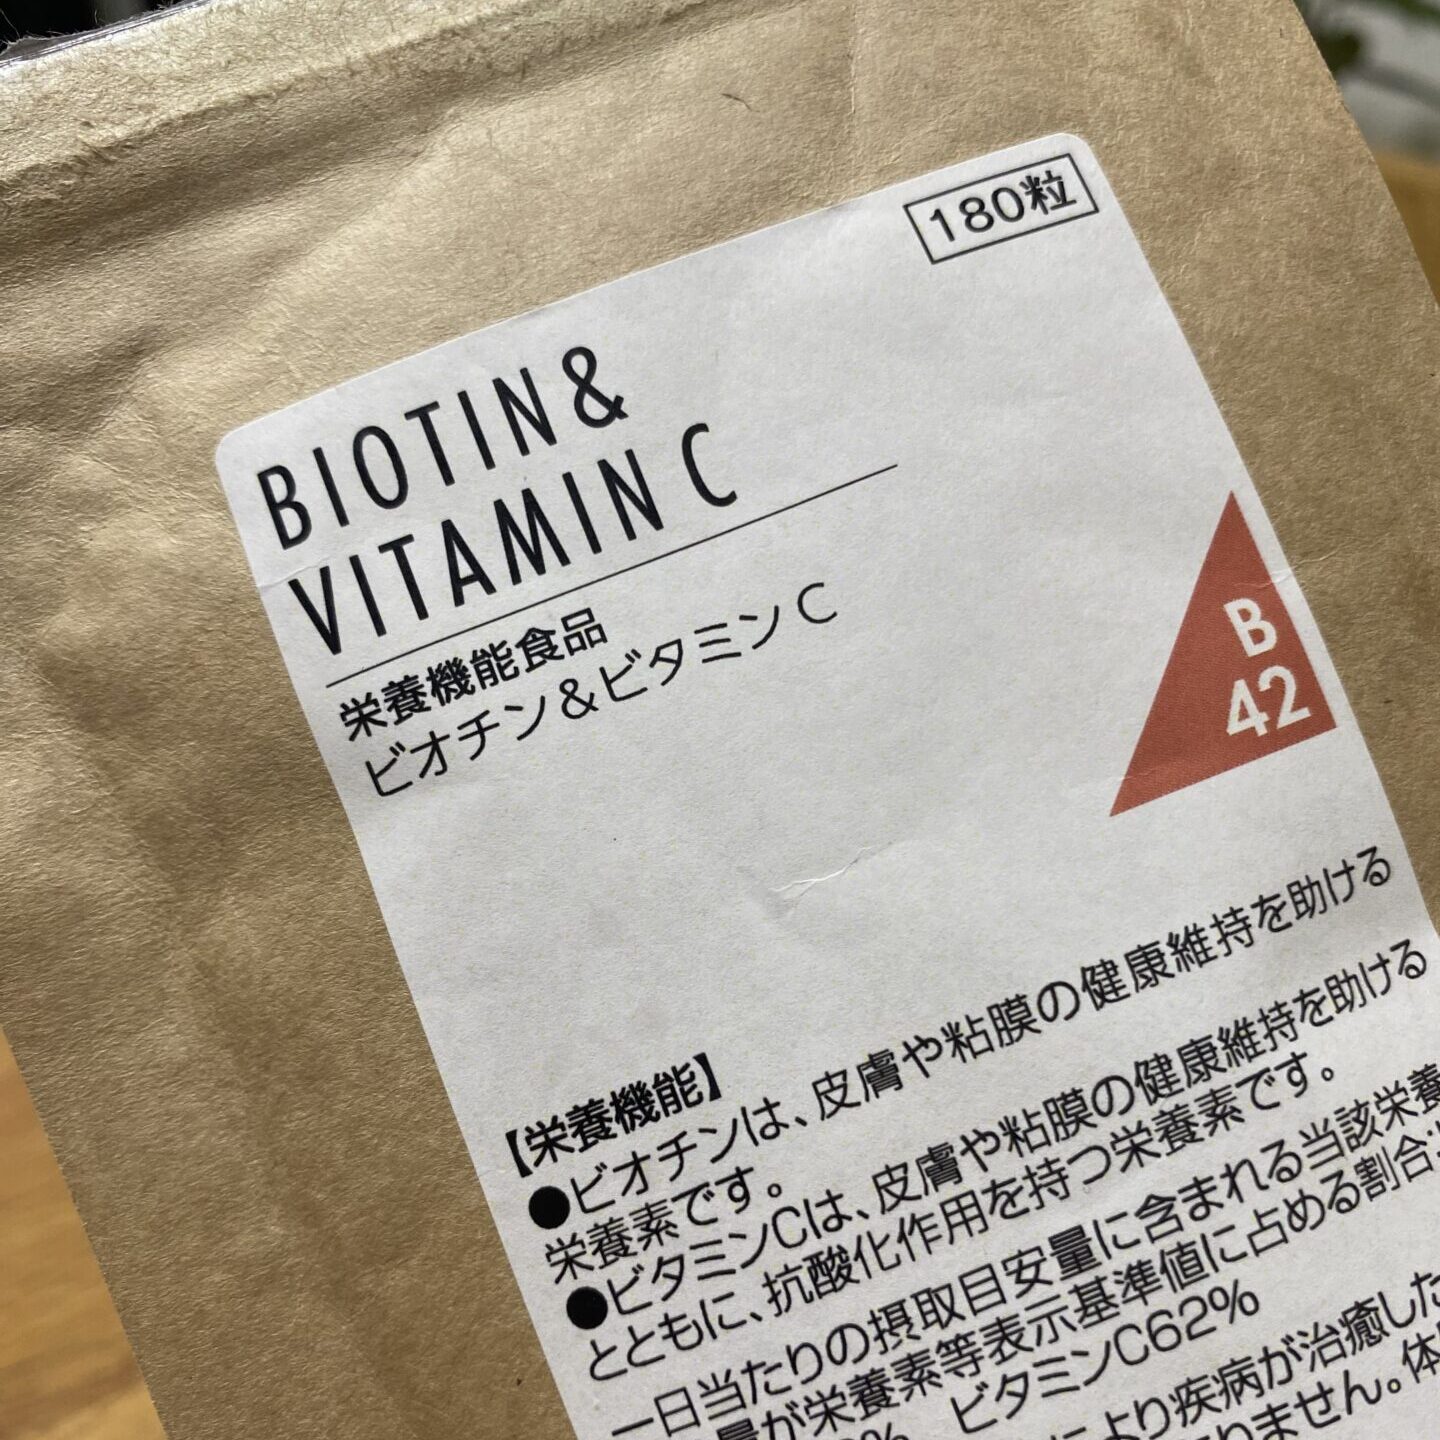 180粒
BIOTIN&
VITAMIN C
栄養機能食品
ビオチン&ビタミンC
B
42
【栄養機能】
●ビオチンは、皮膚や粘膜の健康維持を助ける
栄養素です。
●ビタミンCは、皮膚や粘膜の健康維持を助ける
とともに、抗酸化作用を持つ栄養素です。
一日当たりの摂取目安量に含まれる当該栄養
量が栄養素等表示基準値に占める割合
% ビタミンC62%
により疾病が治癒した
りません。体